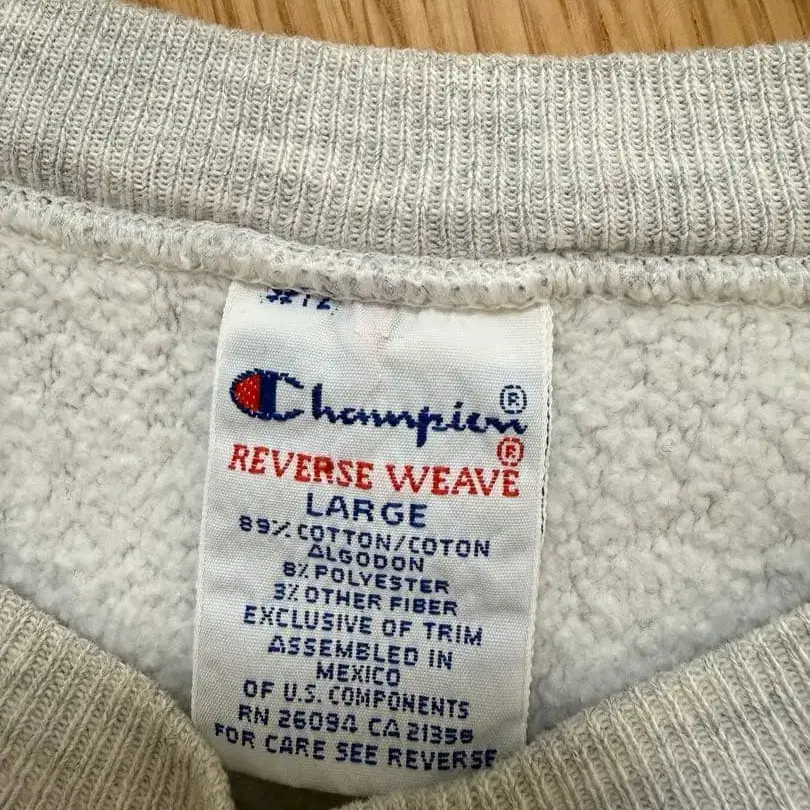 Champion®
REVERSE WEAVE®
LARGE
89% COTTON/COTON
ALGODON
8% POLYESTER
3% OTHER FIBER
EXCLUSIVE OF TRIM
ASSEMBLED IN
MEXICO
OF U.S. COMPONENTS
RN 26094 CA 21356
FOR CARE SEE REVERSE